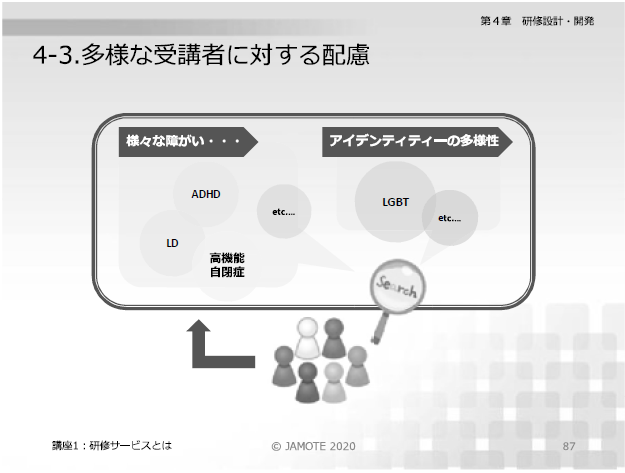 第４章　研修設計・開発
4-3.多様な受講者に対する配慮
様々な障がい・・・
アイデンティティーの多様性
ADHD
etc....
LD
高機能
自閉症
LGBT
etc....
Search
講座1：研修サービスとは
© JAMOTE 2020
87